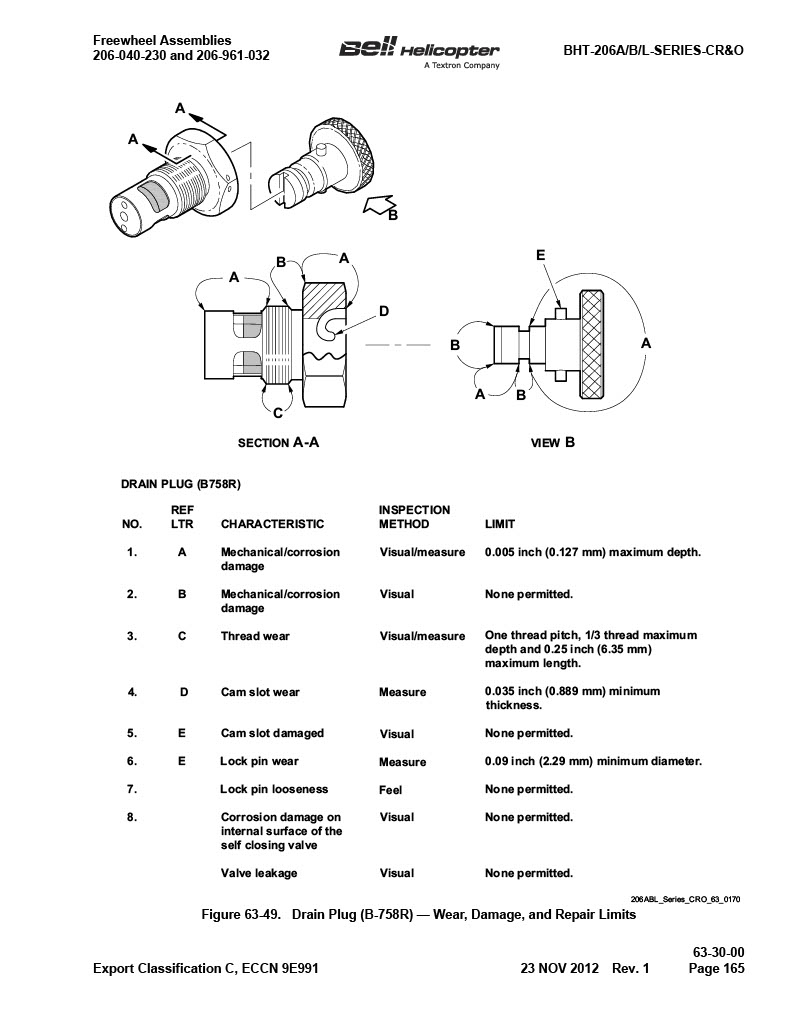 Freewheel Assemblies
206-040-230 and 206-961-032
Bell Helicopter
A Textron Company
BHT-206A/B/L-SERIES-CR&O
A
A
B
A
B
A
D
C
SECTION A-A
E
B
A
A
B
VIEW B
DRAIN PLUG (B758R)
NO. REF LTR CHARACTERISTIC INSPECTION METHOD LIMIT
1. A Mechanical/corrosion Visual/measure 0.005 inch (0.127 mm) maximum depth.
damage
2. B Mechanical/corrosion Visual None permitted.
damage
3. C Thread wear Visual/measure One thread pitch, 1/3 thread maximum
depth and 0.25 inch (6.35 mm)
maximum length.
4. D Cam slot wear Measure 0.035 inch (0.889 mm) minimum
thickness.
5. E Cam slot damaged Visual None permitted.
6. E Lock pin wear Measure 0.09 inch (2.29 mm) minimum diameter.
7. Lock pin looseness Feel None permitted.
8. Corrosion damage on Visual None permitted.
internal surface of the
self closing valve
Valve leakage Visual None permitted.
206ABL_Series_CRO_63_0170
Figure 63-49. Drain Plug (B-758R) — Wear, Damage, and Repair Limits
63-30-00
Export Classification C, ECCN 9E991 23 NOV 2012 Rev. 1 Page 165